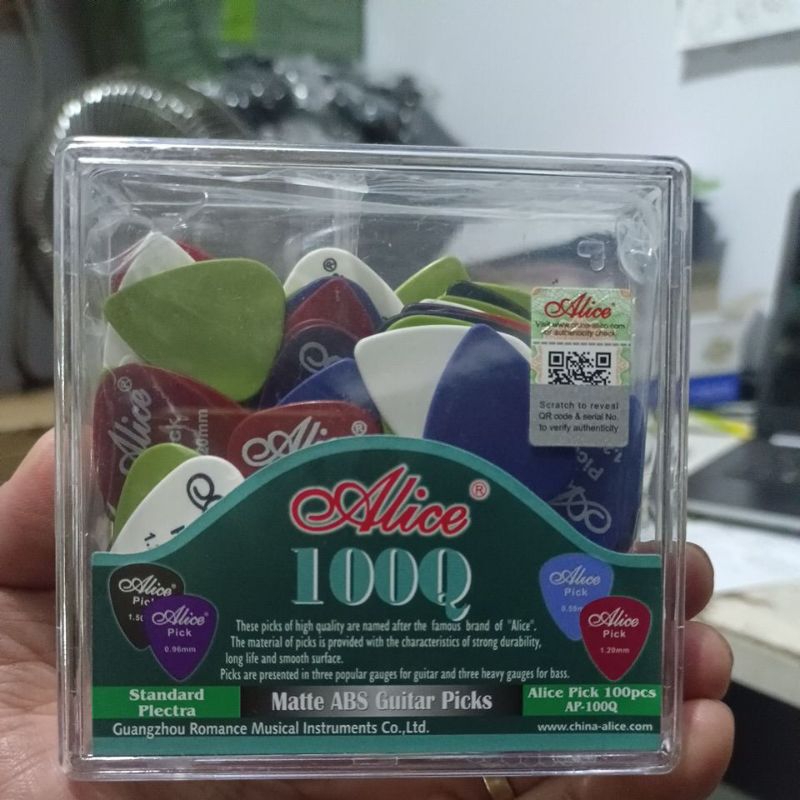 Alice®
Visit www.china-alice.com
for authenticity check.
Scratch to reveal
QR code & serial No.
to verify authenticity
Alice®
Pick
Alice®
Pick
Alice®
100Q
These picks of high quality are named after the famous brand of "Alice".
The material of picks is provided with the characteristics of strong durability,
long life and smooth surface.
Picks are presented in three popular gauges for guitar and three heavy gauges for bass.
Alice®
Pick
Alice®
Pick
0.96mm
Alice
Pick
Alice®
Pick
1.20mm
Standard
Plectra
Matte ABS Guitar Picks
Alice Pick 100pcs
AP-100Q
Guangzhou Romance Musical Instruments Co.,Ltd.
www.china-alice.com